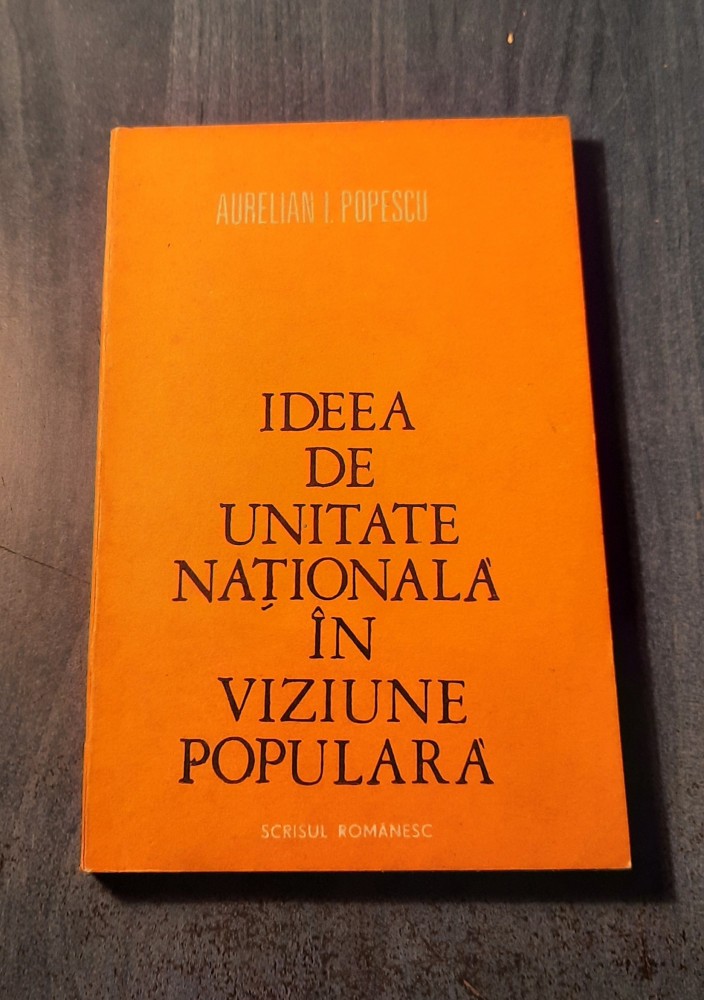 AURELIAN I. POPESCU
IDEEA
DE
UNITATE
NAȚIONALĂ
ÎN
VIZIUNE
POPULARĂ
SCRISUL ROMÂNESC